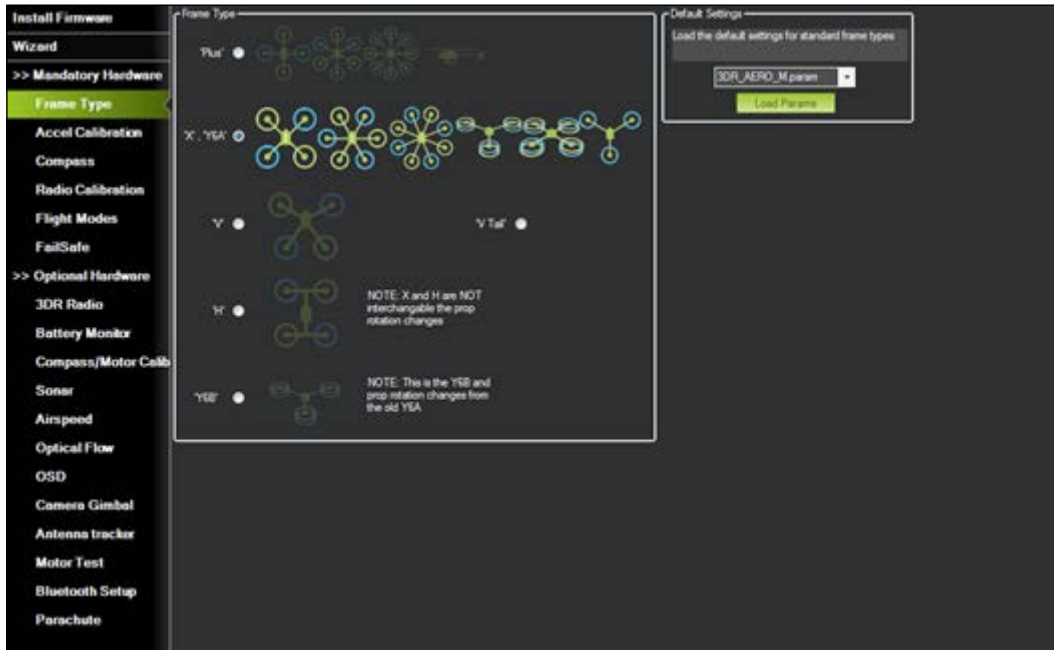 Install Firmware
Wizard
>> Mandatory Hardware
Frame Type
Accel Calibration
Compass
Radio Calibration
Flight Modes
FailSafe
>> Optional Hardware
3DR Radio
Battery Monitor
Compass/Motor Calib
Sonar
Airspeed
Optical Flow
OSD
Camera Gimbal
Antenna tracker
Motor Test
Bluetooth Setup
Parachute
Frame Type
'Plus'
'X', 'Y6A'
'V'
'V Tail'
'H'
NOTE: X and H are NOT
interchangable the prop
rotation changes
'Y6B'
NOTE: This is the Y6B and
prop rotation changes from
the old Y6A
Default Settings
Load the default settings for standard frame types
3DR_AERO_M.param
Load Params